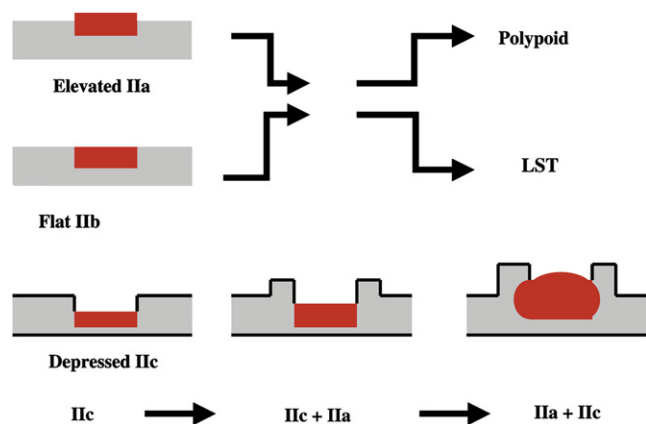 Polypoid
Elevated IIa
LST
Flat IIb
Depressed IIc
IIc
IIc + IIa
IIa + IIc